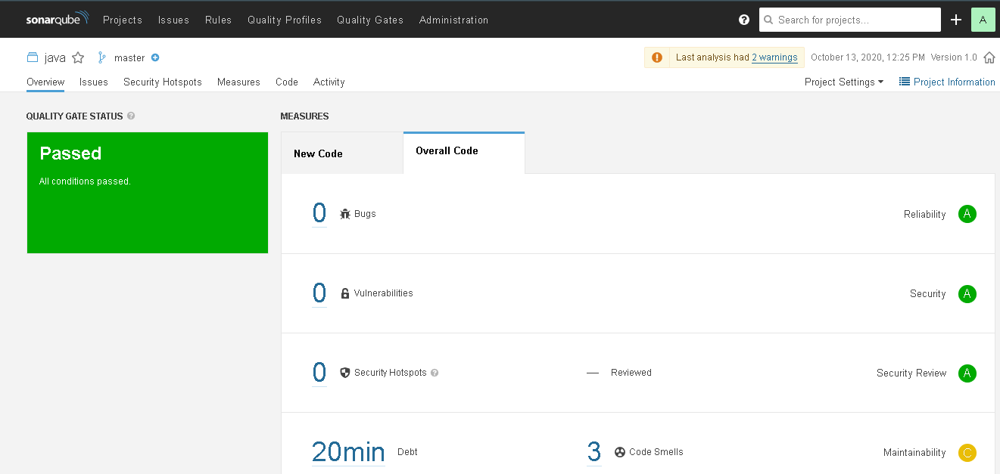 sonarqube Projects Issues Rules Quality Profiles Quality Gates Administration ? Search for projects... + A
java master Last analysis had 2 warnings October 13, 2020, 12:25 PM Version 1.0
Overview Issues Security Hotspots Measures Code Activity Project Settings Project Information
QUALITY GATE STATUS ? MEASURES
Passed
All conditions passed.
New Code Overall Code
0 Bugs Reliability A
0 Vulnerabilities Security A
0 Security Hotspots ? — Reviewed Security Review A
20min Debt 3 Code Smells Maintainability C